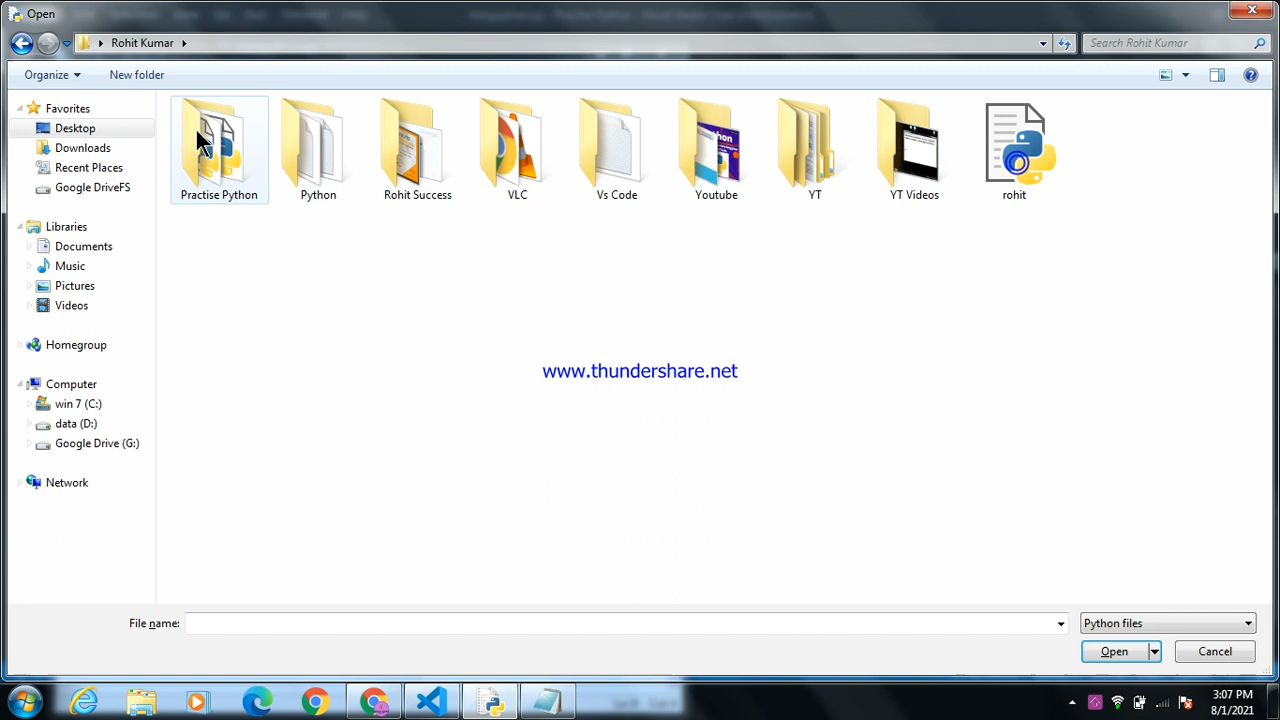 Open
Rohit Kumar
Search Rohit Kumar
Organize
New folder
Favorites
Desktop
Downloads
Recent Places
Google DriveFS
Libraries
Documents
Music
Pictures
Videos
Homegroup
Computer
win 7 (C:)
data (D:)
Google Drive (G:)
Network
Practise Python
Python
Rohit Success
VLC
Vs Code
Youtube
YT
YT Videos
rohit
www.thundershare.net
File name:
Python files
Open
Cancel
3:07 PM
8/1/2021